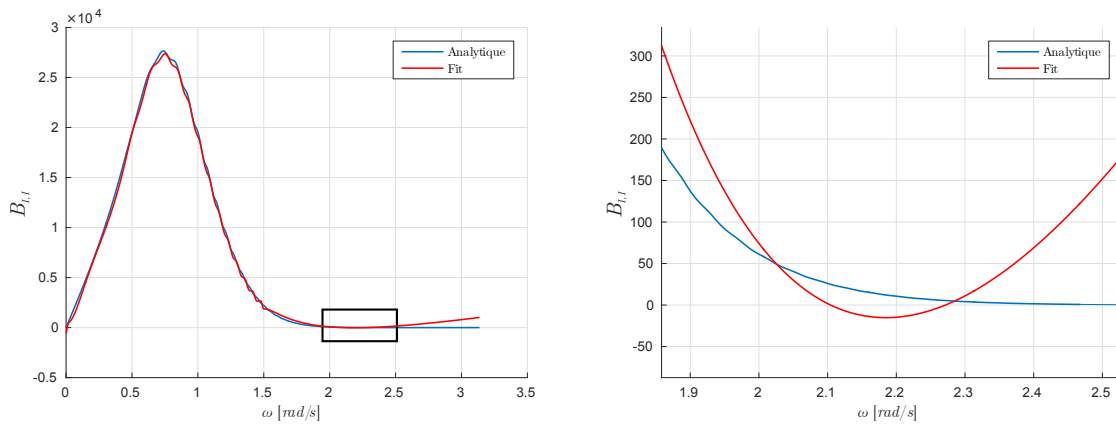 ×10⁴
3
2.5
2
1.5
1
0.5
0
-0.5
0 0.5 1 1.5 2 2.5 3 3.5
B_{I,I}
ω [rad/s]
Analytique
Fit
300
250
200
150
100
50
0
-50
1.9 2 2.1 2.2 2.3 2.4 2.5
B_{I,I}
ω [rad/s]
Analytique
Fit